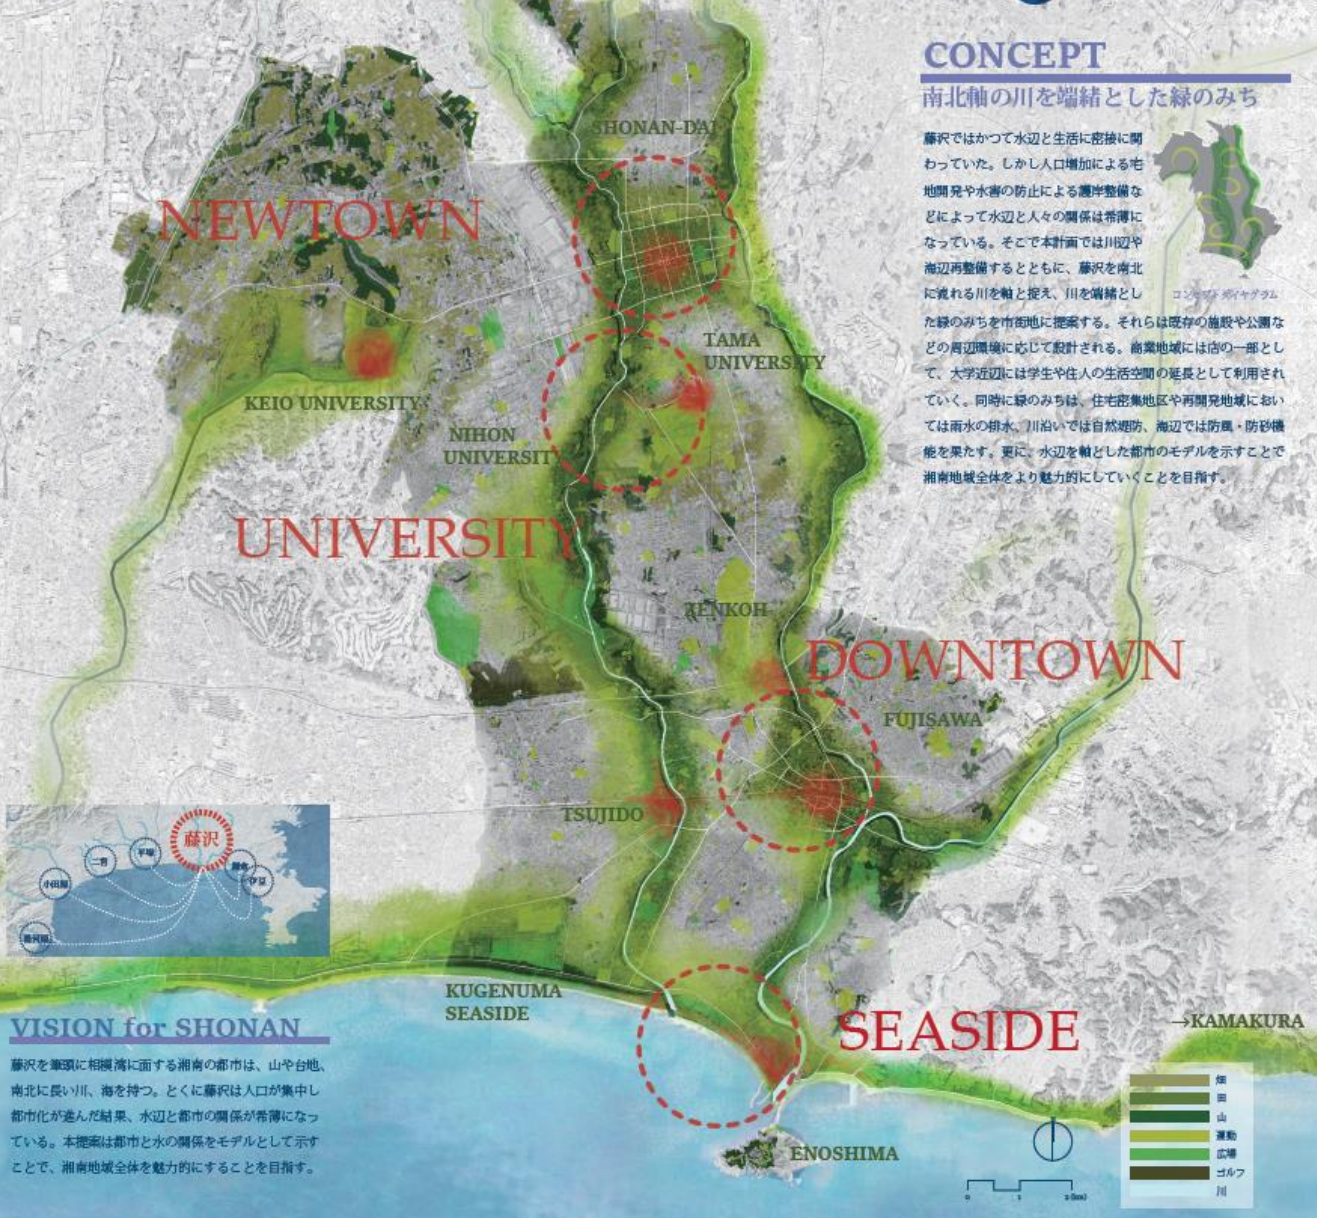 CONCEPT
南北軸の川を端緒とした緑のみち
藤沢ではかつて水辺と生活に密接に関
わっていた。しかし人口増加による宅
地開発や水害の防止による護岸整備な
どによって水辺と人々の関係は希薄に
なっている。そこで本計画では川辺や
海辺再整備するとともに、藤沢を南北
に流れる川を軸と捉え、川を端緒とし
た緑のみちを市街地に提案する。それらは既存の施設や公園な
どの周辺環境に応じて設計される。商業地域には店の一部とし
て、大学近辺には学生や住人の生活空間の延長として利用され
ていく。同時に緑のみちは、住宅密集地区や再開発地域におい
ては雨水の排水、川沿いでは自然堤防、海辺では防風・防砂機
能を果たす。更に、水辺を軸とした都市のモデルを示すことで
湘南地域全体をより魅力的にしていくことを目指す。
コンセプトダイヤグラム
SHONAN-DAI
NEWTOWN
TAMA
UNIVERSITY
KEIO UNIVERSITY
NIHON
UNIVERSITY
UNIVERSITY
ZENKOH
DOWNTOWN
FUJISAWA
TSUJIDO
藤沢
平塚
二宮
小田原
KUGENUMA
SEASIDE
SEASIDE
→KAMAKURA
ENOSHIMA
VISION for SHONAN
藤沢を筆頭に相模湾に面する湘南の都市は、山や台地、
南北に長い川、海を持つ。とくに藤沢は人口が集中し
都市化が進んだ結果、水辺と都市の関係が希薄になっ
ている。本提案は都市と水の関係をモデルとして示す
ことで、湘南地域全体を魅力的にすることを目指す。
畑
田
山
運動
広場
ゴルフ
川
0 1 2 (km)